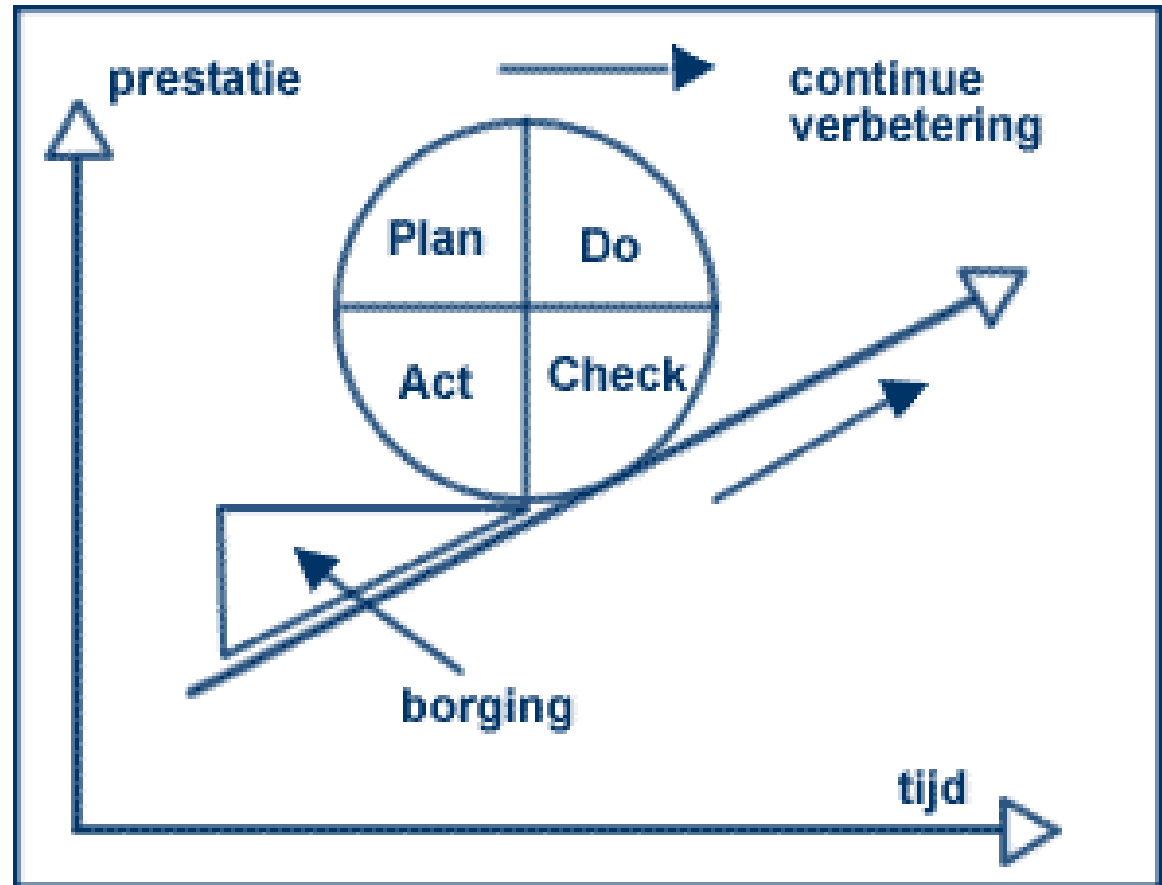 prestatie
continue
verbetering
Plan
Do
Act
Check
borging
tijd